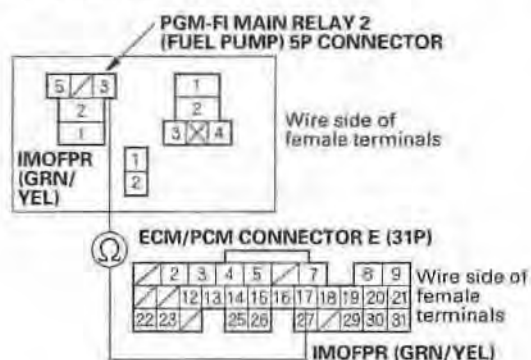 PGM-FI MAIN RELAY 2
(FUEL PUMP) 5P CONNECTOR
5 3
2
1
1
2
3 4
Wire side of
female terminals
IMOFPR
(GRN/
YEL)
1
2
Ω
ECM/PCM CONNECTOR E (31P)
2 3 4 5 7 8 9
12 13 14 15 16 17 18 19 20 21
22 23 25 26 27 29 30 31
Wire side of
female
terminals
IMOFPR (GRN/YEL)